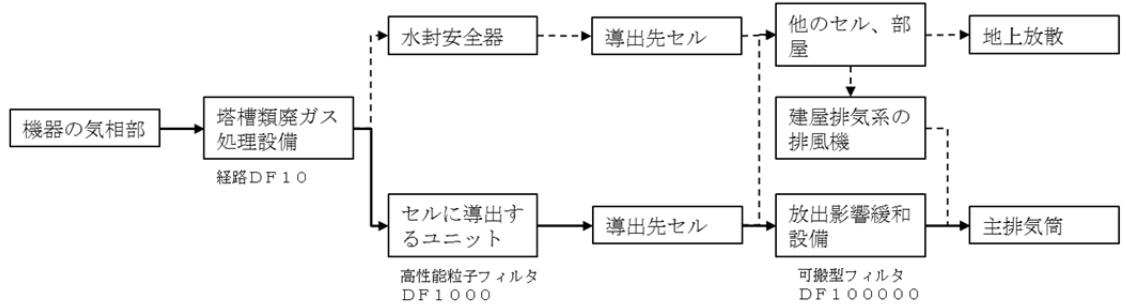 水封安全器
導出先セル
他のセル、部
屋
地上放散
機器の気相部
塔槽類廃ガス
処理設備
経路ＤＦ１０
建屋排気系の
排風機
セルに導出す
るユニット
高性能粒子フィルタ
ＤＦ１０００
導出先セル
放出影響緩和
設備
可搬型フィルタ
ＤＦ１０００００
主排気筒